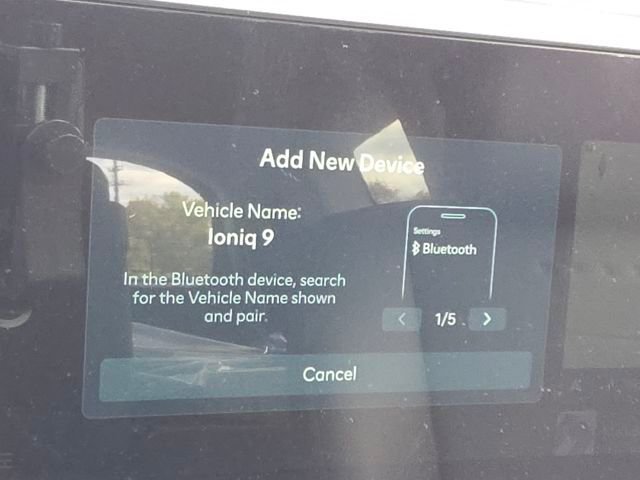 Add New Device
Vehicle Name:
Ioniq 9
In the Bluetooth device, search
for the Vehicle Name shown
and pair.
Settings
Bluetooth
1/5
Cancel